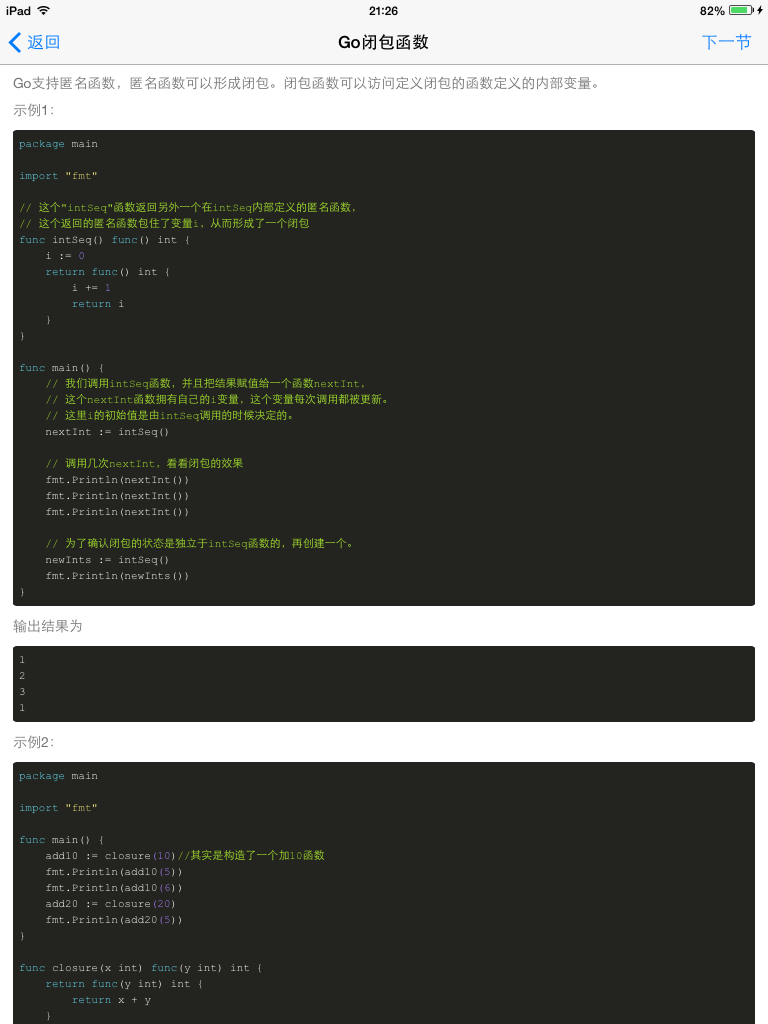 iPad 21:26 82%
返回 Go闭包函数 下一节
Go支持匿名函数，匿名函数可以形成闭包。闭包函数可以访问定义闭包的函数定义的内部变量。
示例1：
package main
import "fmt"
// 这个"intSeq"函数返回另外一个在intSeq内部定义的匿名函数，
// 这个返回的匿名函数包住了变量i，从而形成了一个闭包
func intSeq() func() int {
    i := 0
    return func() int {
        i += 1
        return i
    }
}
func main() {
    // 我们调用intSeq函数，并且把结果赋值给一个函数nextInt，
    // 这个nextInt函数拥有自己的i变量，这个变量每次调用都被更新。
    // 这里i的初始值是由intSeq调用的时候决定的。
    nextInt := intSeq()
    // 调用几次nextInt，看看闭包的效果
    fmt.Println(nextInt())
    fmt.Println(nextInt())
    fmt.Println(nextInt())
    // 为了确认闭包的状态是独立于intSeq函数的，再创建一个。
    newInts := intSeq()
    fmt.Println(newInts())
}
输出结果为
1
2
3
1
示例2：
package main
import "fmt"
func main() {
    add10 := closure(10)//其实是构造了一个加10函数
    fmt.Println(add10(5))
    fmt.Println(add10(6))
    add20 := closure(20)
    fmt.Println(add20(5))
}
func closure(x int) func(y int) int {
    return func(y int) int {
        return x + y
    }